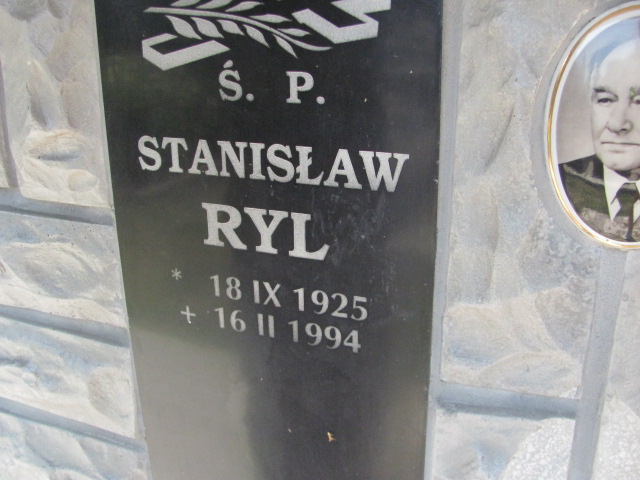 Ś. P.
STANISŁAW
RYL
* 18 IX 1925
+ 16 II 1994